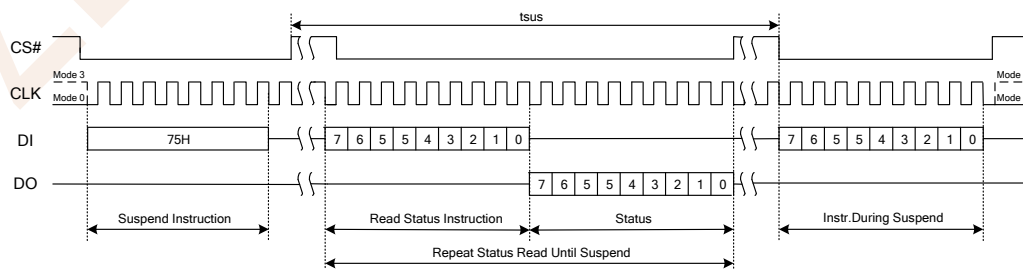 tsus
CS#
Mode 3
CLK
Mode 0
Mode
Mode
DI
75H
7 6 5 5 4 3 2 1 0
7 6 5 5 4 3 2 1 0
DO
7 6 5 5 4 3 2 1 0
Suspend Instruction
Read Status Instruction
Status
Instr.During Suspend
Repeat Status Read Until Suspend